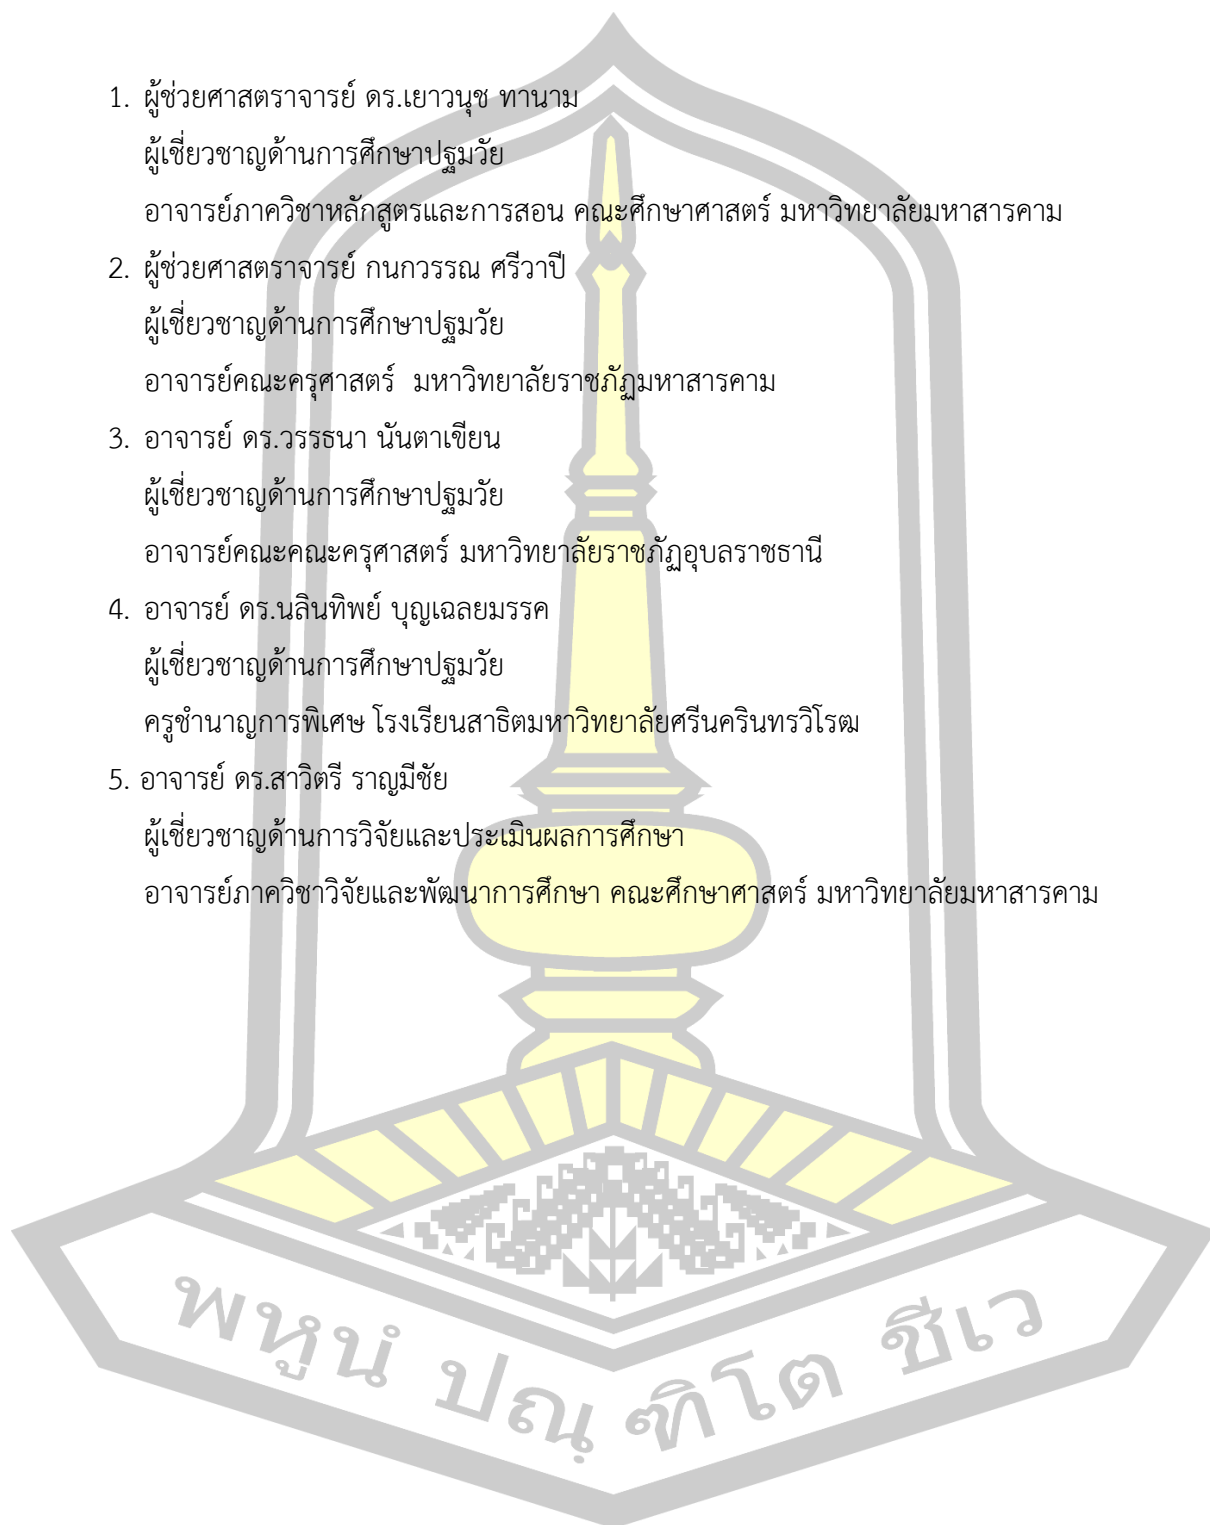 1. ผู้ช่วยศาสตราจารย์ ดร.เยาวนุช ทานาม
ผู้เชี่ยวชาญด้านการศึกษาปฐมวัย
อาจารย์ภาควิชาหลักสูตรและการสอน คณะศึกษาศาสตร์ มหาวิทยาลัยมหาสารคาม
2. ผู้ช่วยศาสตราจารย์ กนกวรรณ ศรีวาปี
ผู้เชี่ยวชาญด้านการศึกษาปฐมวัย
อาจารย์คณะครุศาสตร์ มหาวิทยาลัยราชภัฏมหาสารคาม
3. อาจารย์ ดร.วรรธนา นันตาเขียน
ผู้เชี่ยวชาญด้านการศึกษาปฐมวัย
อาจารย์คณะคณะครุศาสตร์ มหาวิทยาลัยราชภัฏอุบลราชธานี
4. อาจารย์ ดร.นลินทิพย์ บุญเฉลยมรรค
ผู้เชี่ยวชาญด้านการศึกษาปฐมวัย
ครูชำนาญการพิเศษ โรงเรียนสาธิตมหาวิทยาลัยศรีนครินทรวิโรฒ
5. อาจารย์ ดร.สาวิตรี ราญมีชัย
ผู้เชี่ยวชาญด้านการวิจัยและประเมินผลการศึกษา
อาจารย์ภาควิชาวิจัยและพัฒนาการศึกษา คณะศึกษาศาสตร์ มหาวิทยาลัยมหาสารคาม
พหูนํ ปณฺฑิโต ชีเว